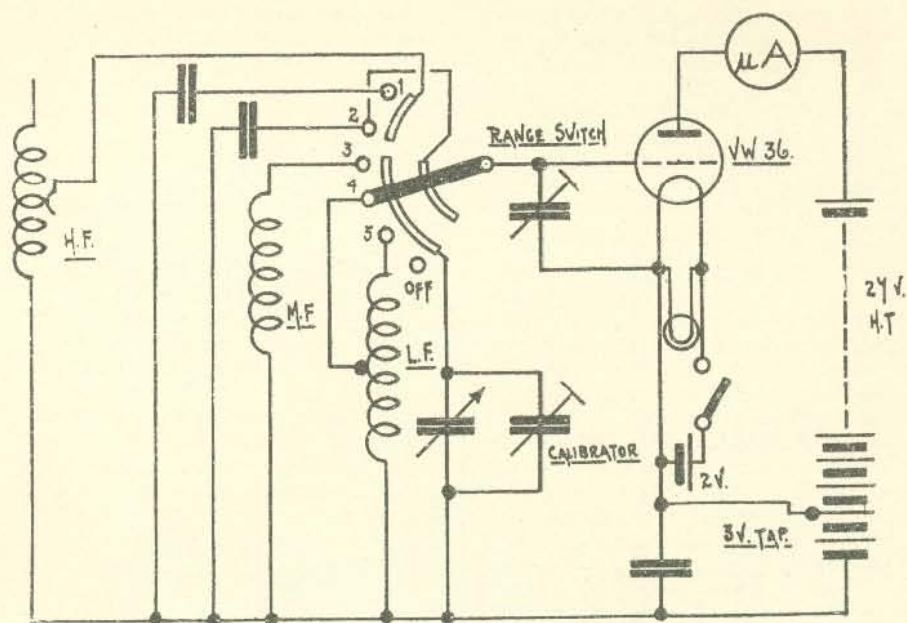 μA
1
2
RANGE SWITCH
VW 36.
3
4
H.F.
5
OFF
M.F
L.F.
24 V.
H.T
CALIBRATOR
2V.
3V. TAP.